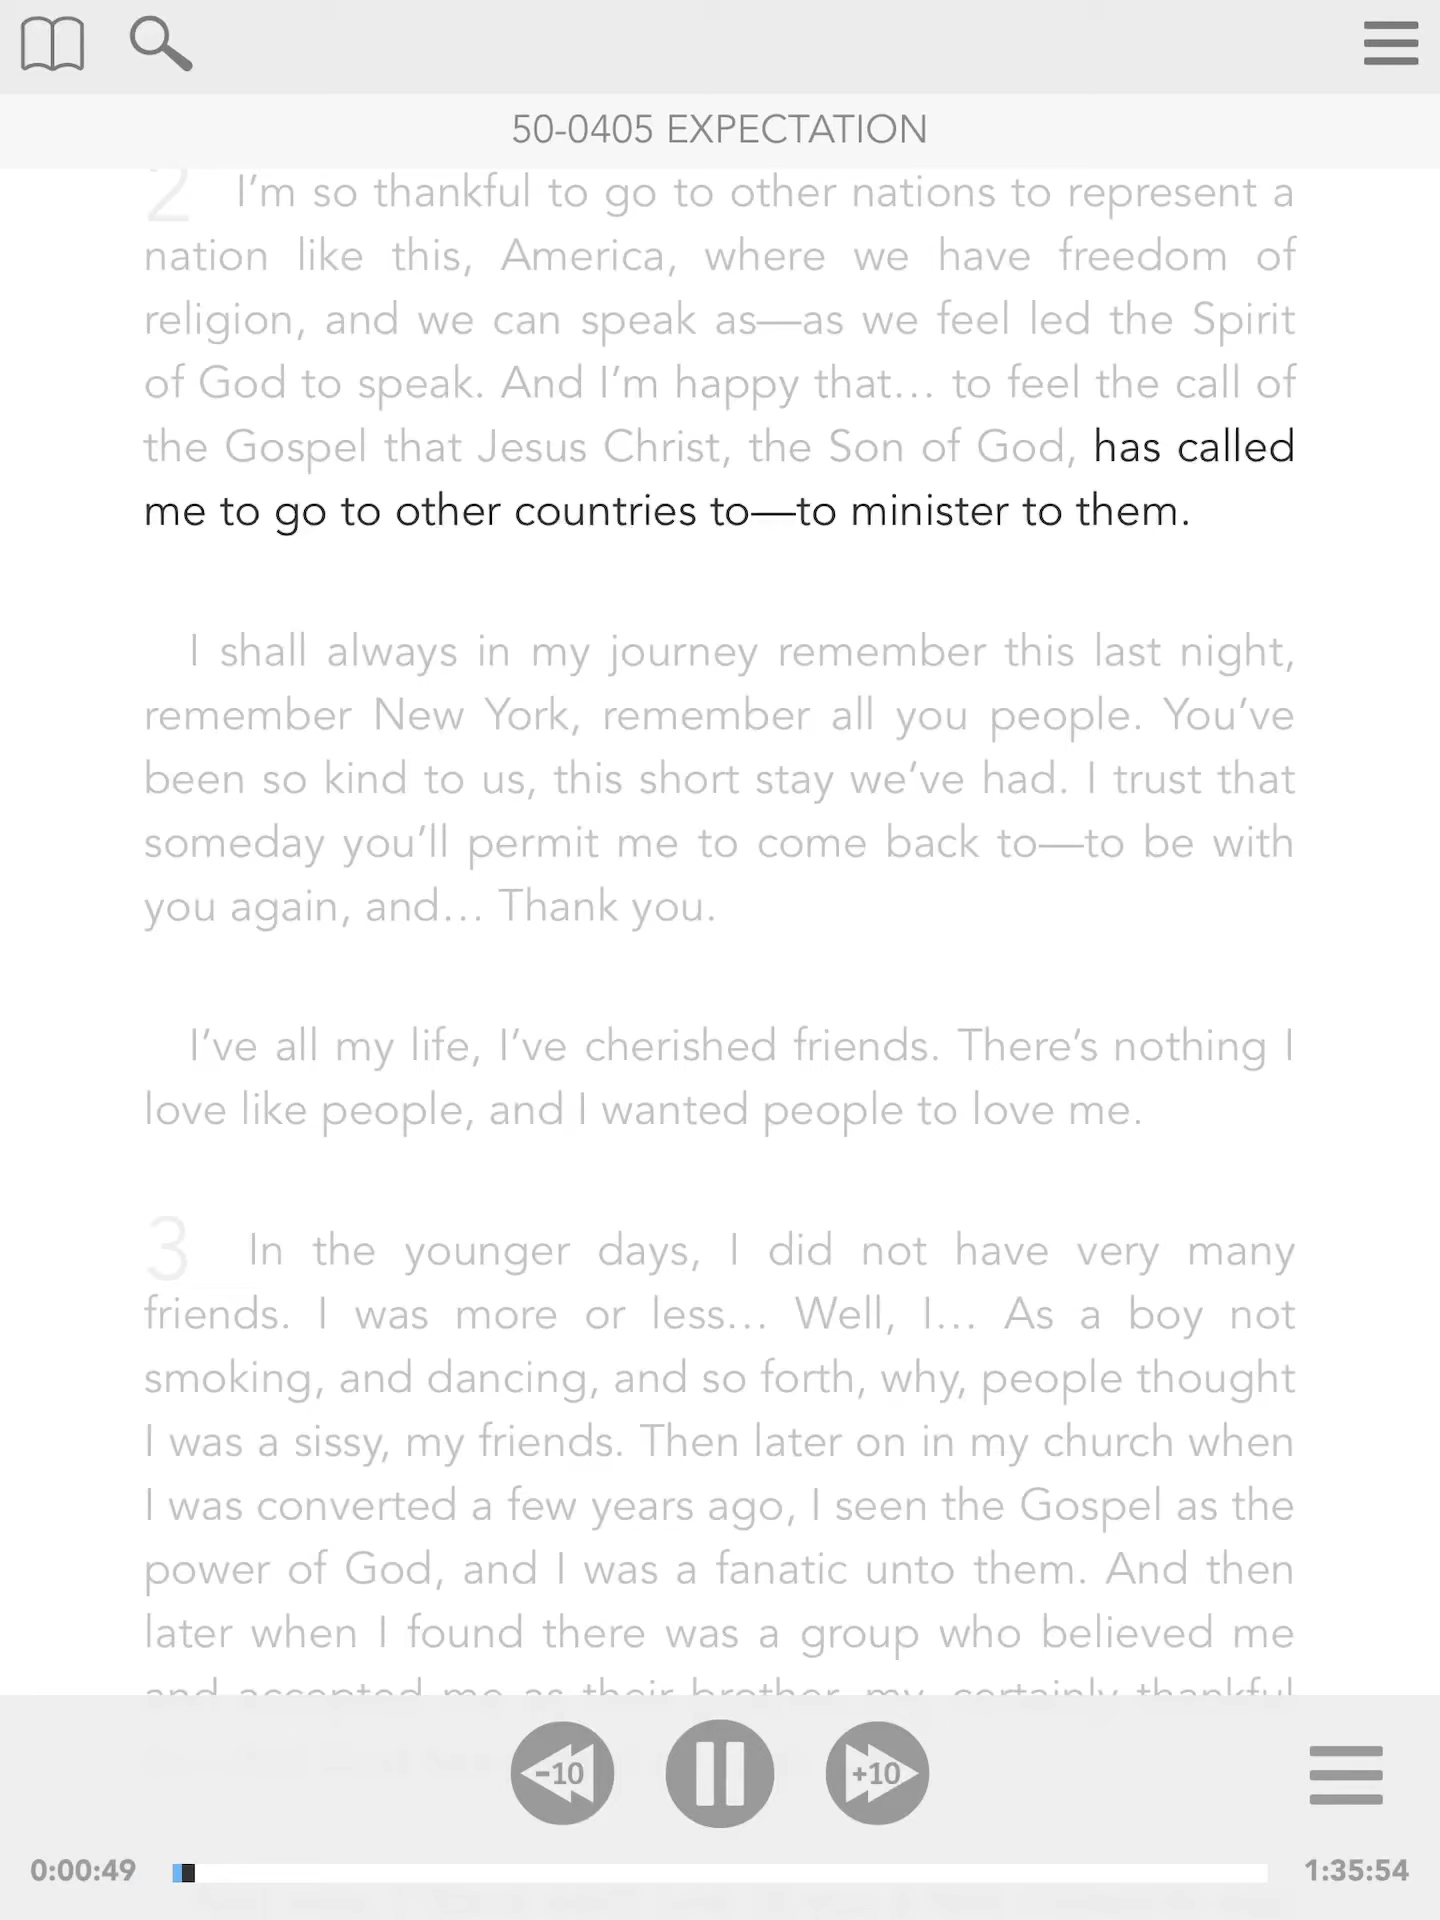 50-0405 EXPECTATION
2 I’m so thankful to go to other nations to represent a
nation like this, America, where we have freedom of
religion, and we can speak as—as we feel led the Spirit
of God to speak. And I’m happy that… to feel the call of
the Gospel that Jesus Christ, the Son of God, has called
me to go to other countries to—to minister to them.
I shall always in my journey remember this last night,
remember New York, remember all you people. You’ve
been so kind to us, this short stay we’ve had. I trust that
someday you’ll permit me to come back to—to be with
you again, and… Thank you.
I’ve all my life, I’ve cherished friends. There’s nothing I
love like people, and I wanted people to love me.
3 In the younger days, I did not have very many
friends. I was more or less… Well, I… As a boy not
smoking, and dancing, and so forth, why, people thought
I was a sissy, my friends. Then later on in my church when
I was converted a few years ago, I seen the Gospel as the
power of God, and I was a fanatic unto them. And then
later when I found there was a group who believed me
and accepted me as their brother, my, certainly thankful
-10 +10
0:00:49 1:35:54